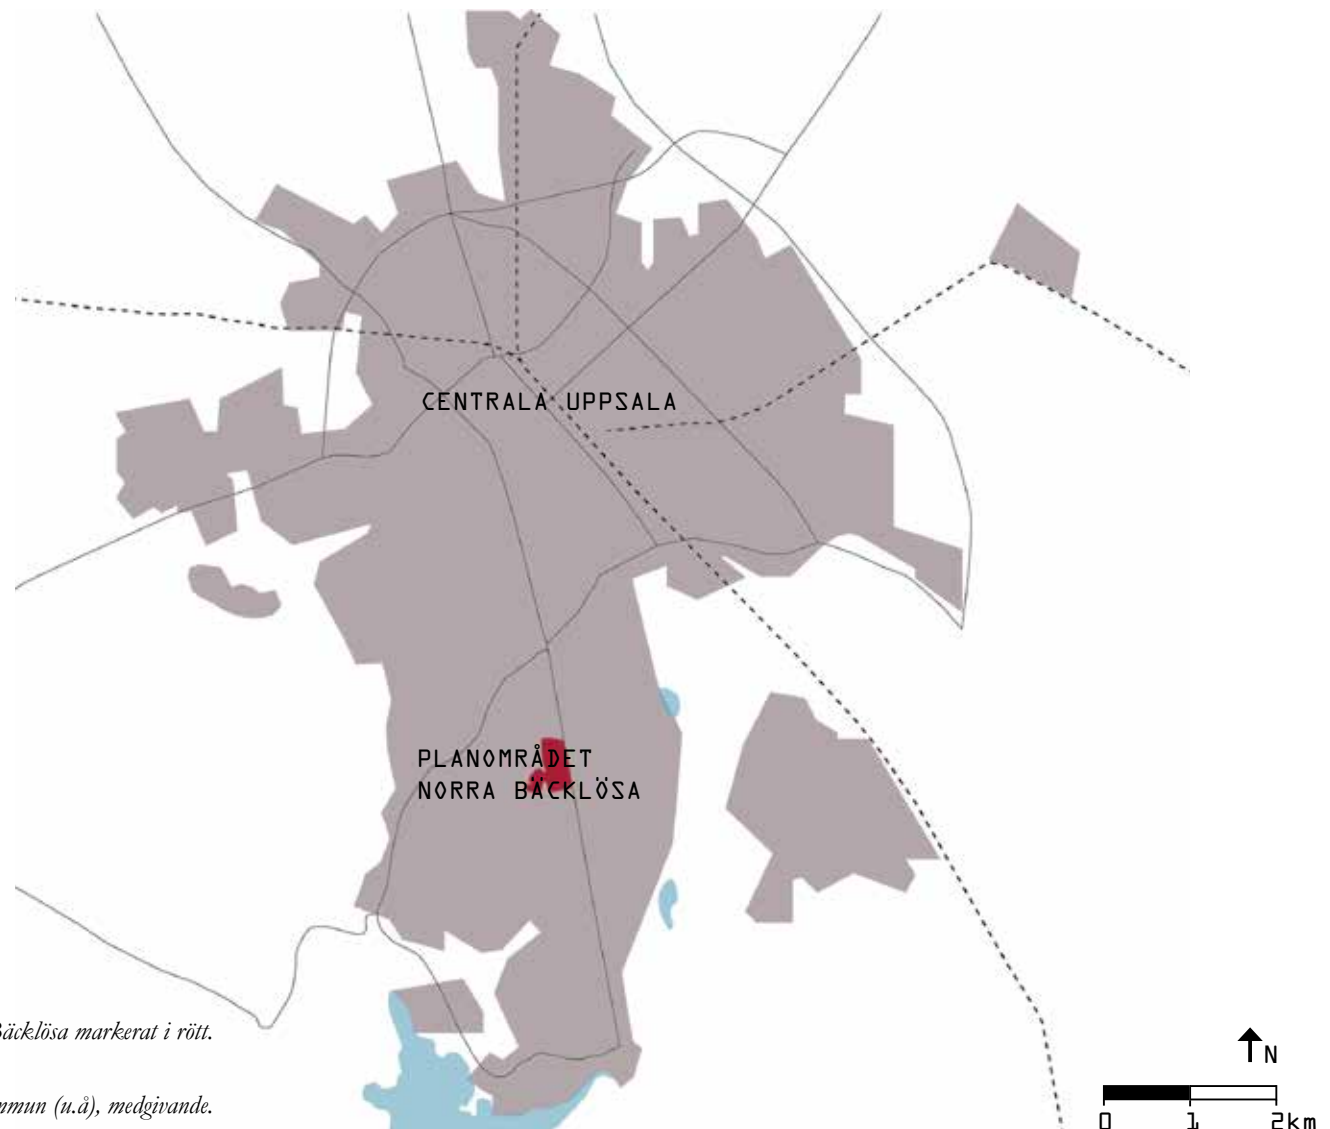 CENTRALA UPPSALA
PLANOMRÅDET
NORRA BÄCKLÖSA
Bäcklösa markerat i rött.
mmun (u.å), medgivande.
N
0 1 2km